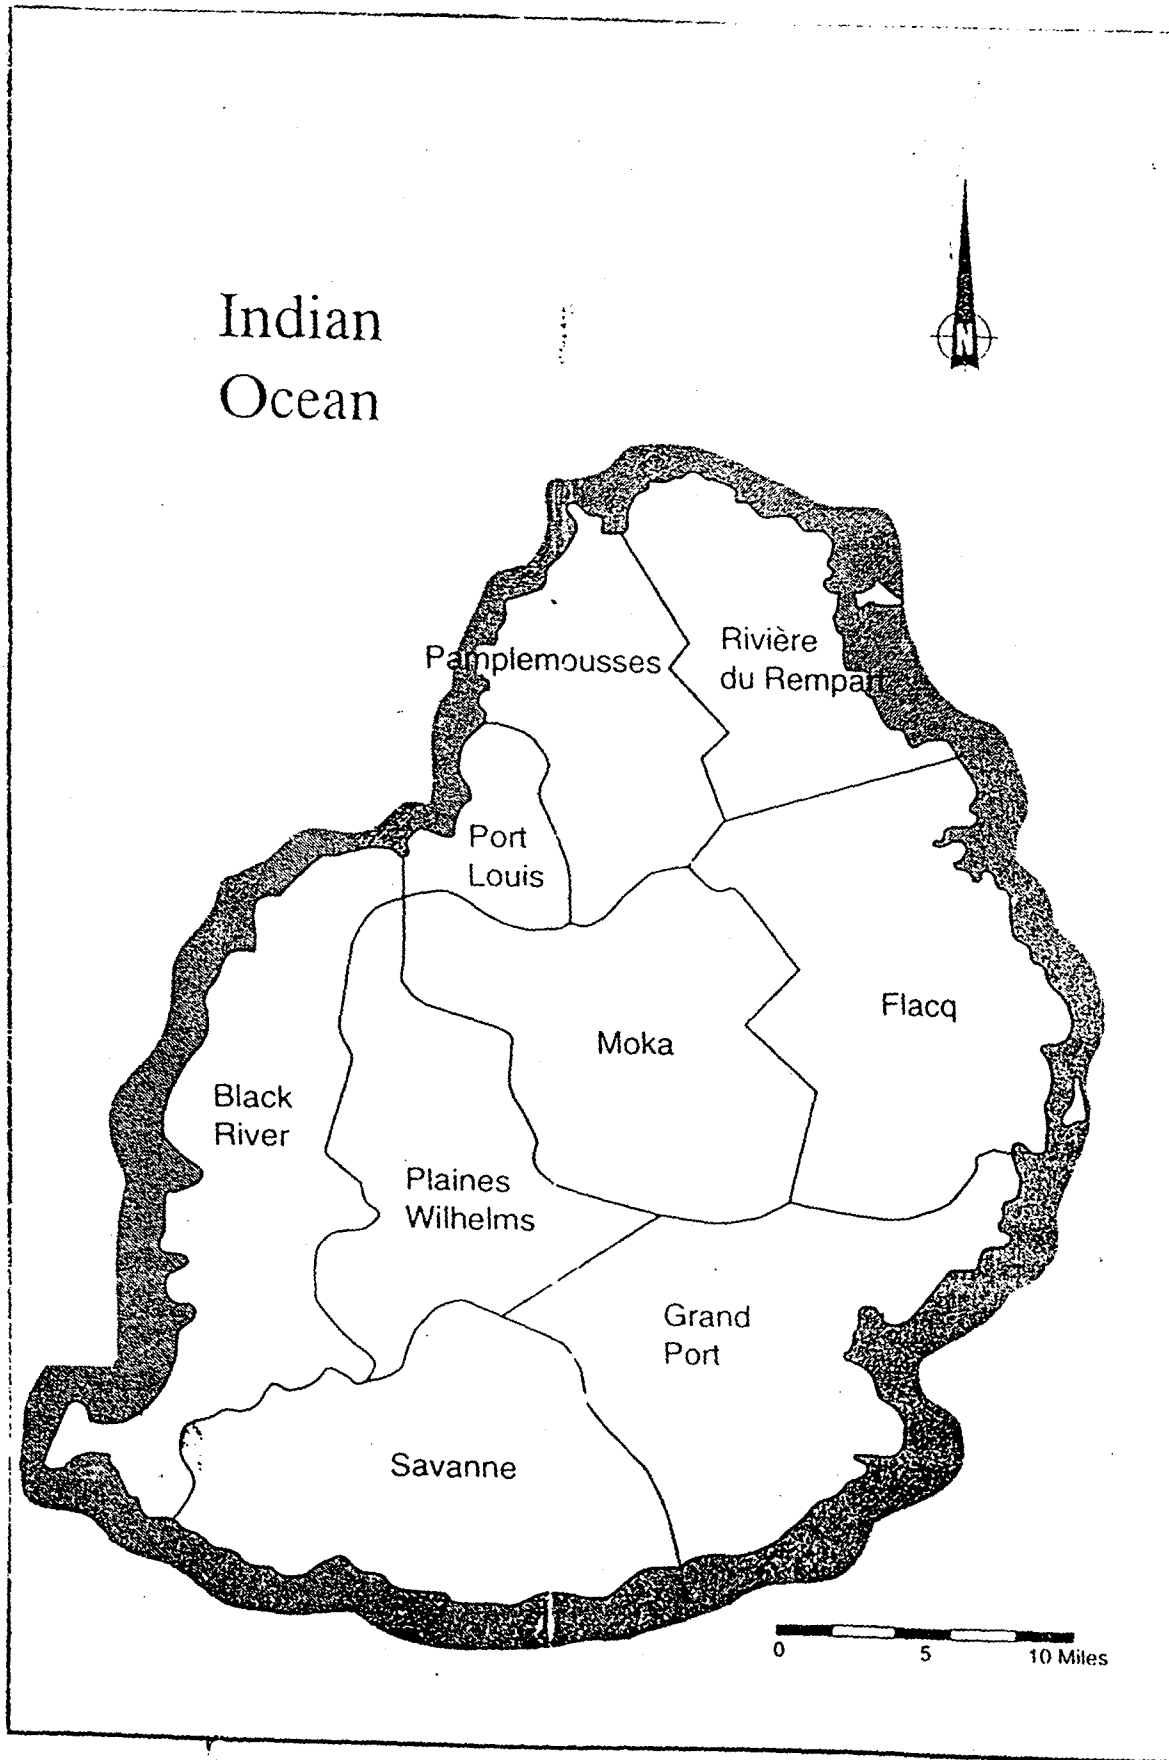 Indian
Ocean
N
Pamplemousses
Rivière
du Rempart
Port
Louis
Flacq
Moka
Black
River
Plaines
Wilhelms
Grand
Port
Savanne
0 5 10 Miles